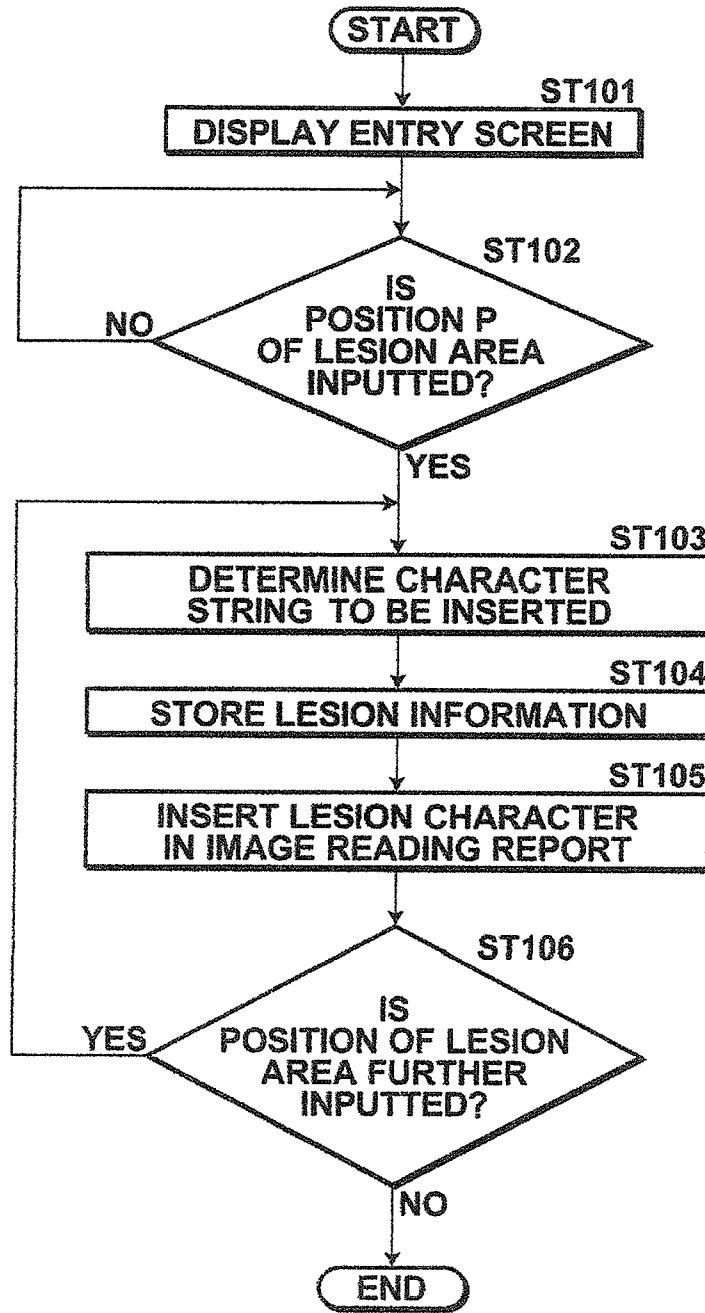 START
ST101
DISPLAY ENTRY SCREEN
ST102
IS
POSITION P
OF LESION AREA
INPUTTED?
NO
YES
ST103
DETERMINE CHARACTER
STRING TO BE INSERTED
ST104
STORE LESION INFORMATION
ST105
INSERT LESION CHARACTER
IN IMAGE READING REPORT
ST106
IS
POSITION OF LESION
AREA FURTHER
INPUTTED?
YES
NO
END